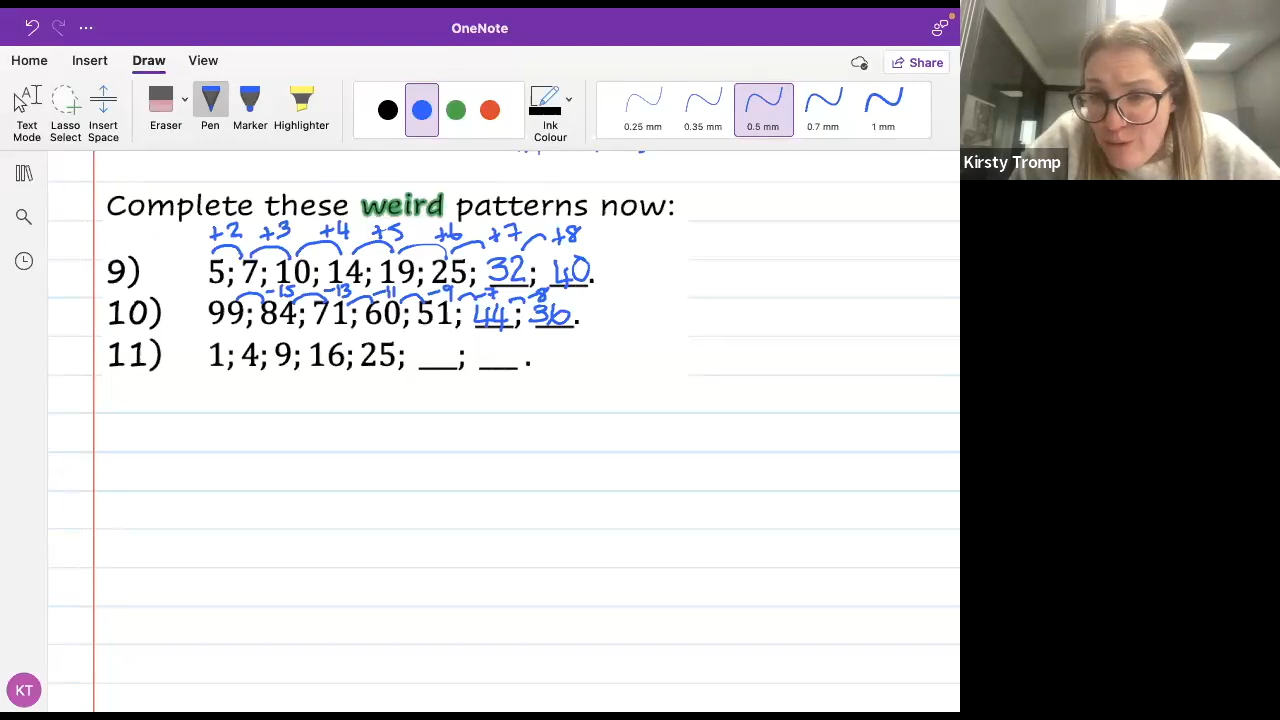 OneNote
Home Insert Draw View
Share
Text Mode
Lasso Select
Insert Space
Eraser
Pen
Marker
Highlighter
Ink Colour
0.25 mm
0.35 mm
0.5 mm
0.7 mm
1 mm
Kirsty Tromp
Complete these weird patterns now:
+2 +3 +4 +5 +6 +7 +8
9) 5; 7; 10; 14; 19; 25; 32; 40.
-15 -13 -11 -9 -7 -8
10) 99; 84; 71; 60; 51; 44; 36.
11) 1; 4; 9; 16; 25; __; __ .
KT